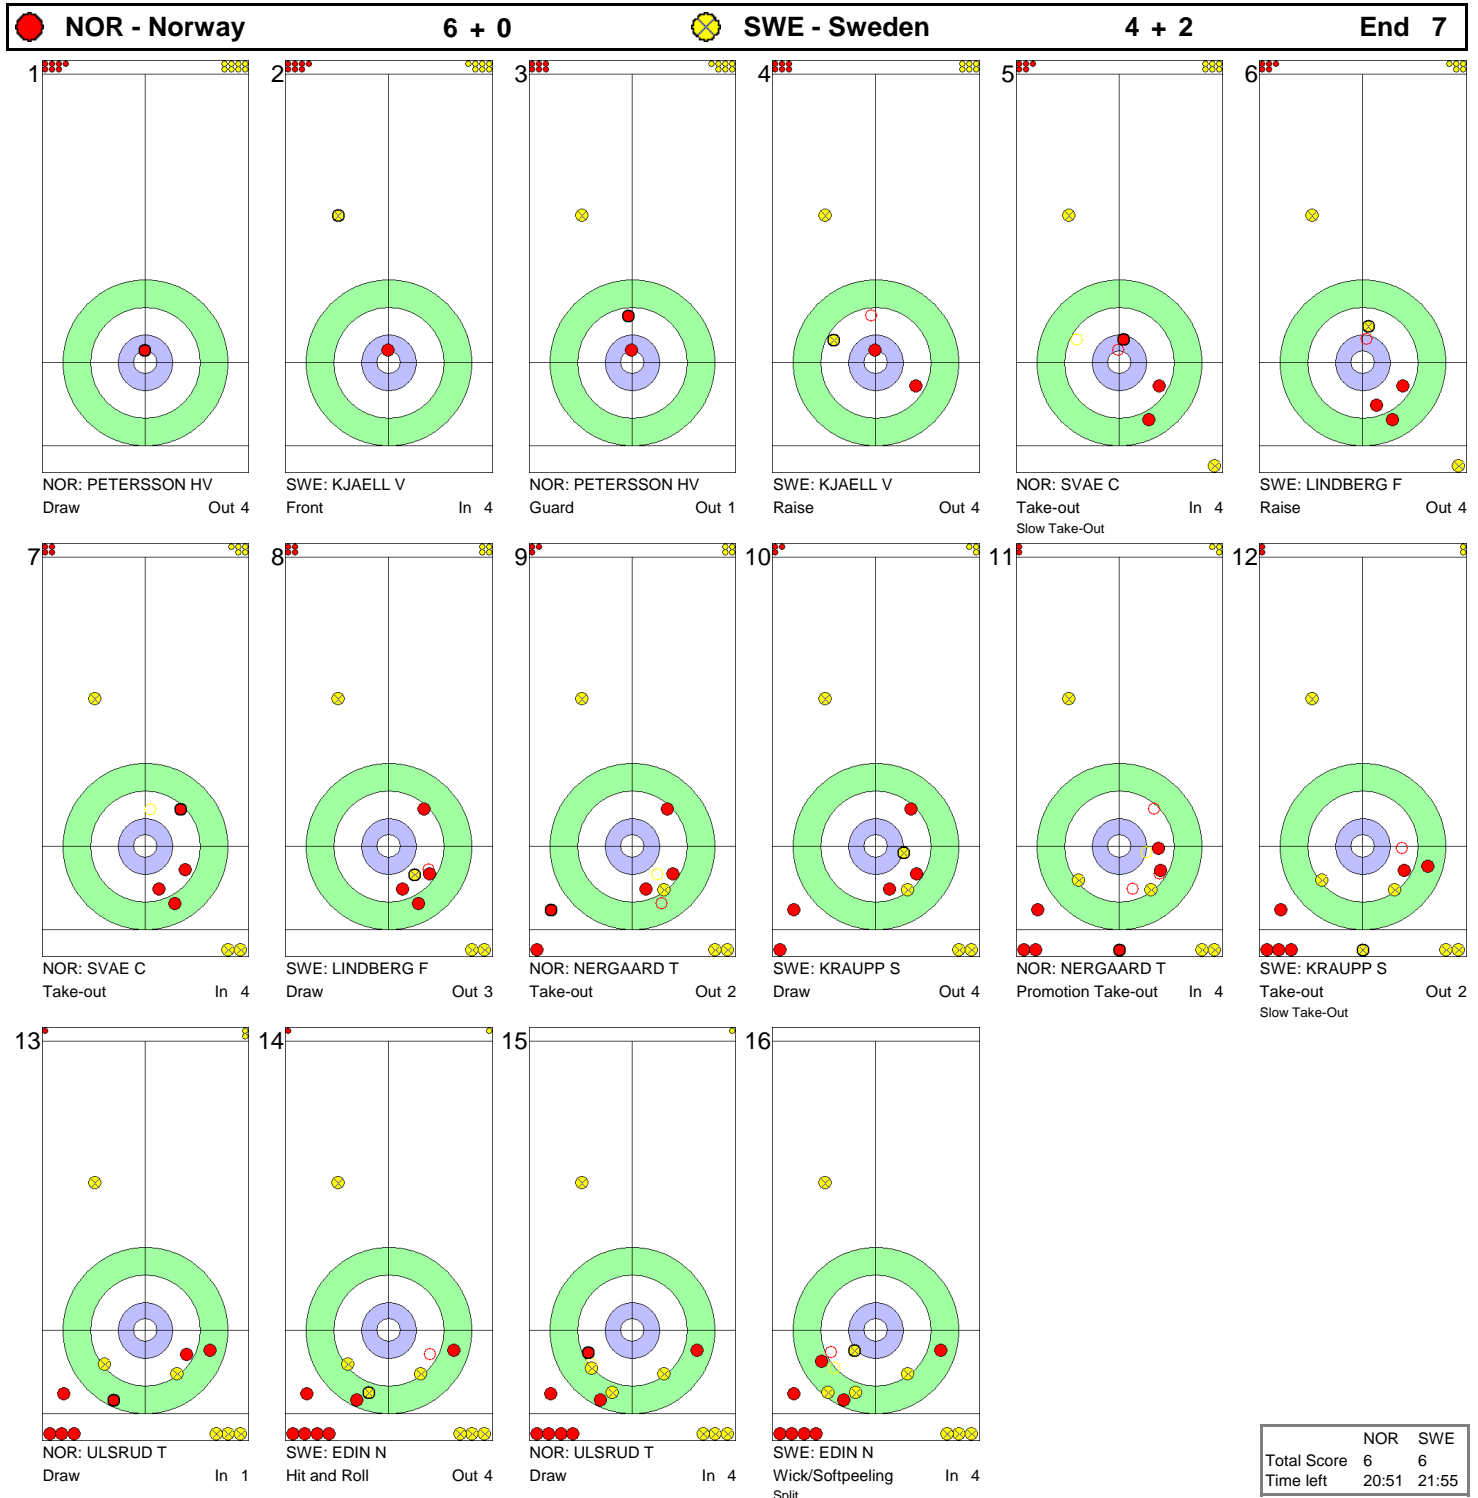 NOR - Norway 6 + 0 SWE - Sweden 4 + 2 End 7
1 2 3 4 5 6
NOR: PETERSSON HV SWE: KJAELL V NOR: PETERSSON HV SWE: KJAELL V NOR: SVAE C SWE: LINDBERG F
Draw Out 4 Front In 4 Guard Out 1 Raise Out 4 Take-out In 4 Raise Out 4
Slow Take-Out
7 8 9 10 11 12
NOR: SVAE C SWE: LINDBERG F NOR: NERGAARD T SWE: KRAUPP S NOR: NERGAARD T SWE: KRAUPP S
Take-out In 4 Draw Out 3 Take-out Out 2 Draw Out 4 Promotion Take-out In 4 Take-out Out 2
Slow Take-Out
13 14 15 16
NOR: ULSRUD T SWE: EDIN N NOR: ULSRUD T SWE: EDIN N
Draw In 1 Hit and Roll Out 4 Draw In 4 Wick/Softpeeling In 4
Split
NOR SWE
Total Score 6 6
Time left 20:51 21:55